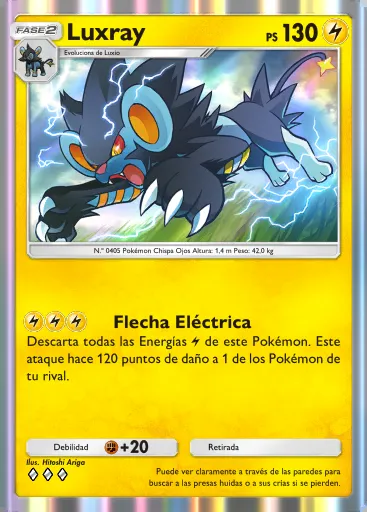 FASE 2
Luxray
PS 130
Evoluciona de Luxio
N.º 0405 Pokémon Chispa Ojos Altura: 1,4 m Peso: 42,0 kg
Flecha Eléctrica
Descarta todas las Energías de este Pokémon. Este
ataque hace 120 puntos de daño a 1 de los Pokémon de
tu rival.
Debilidad +20 Retirada
Ilus. Hitoshi Ariga
Puede ver claramente a través de las paredes para
buscar a las presas huidas o a sus crías si se pierden.